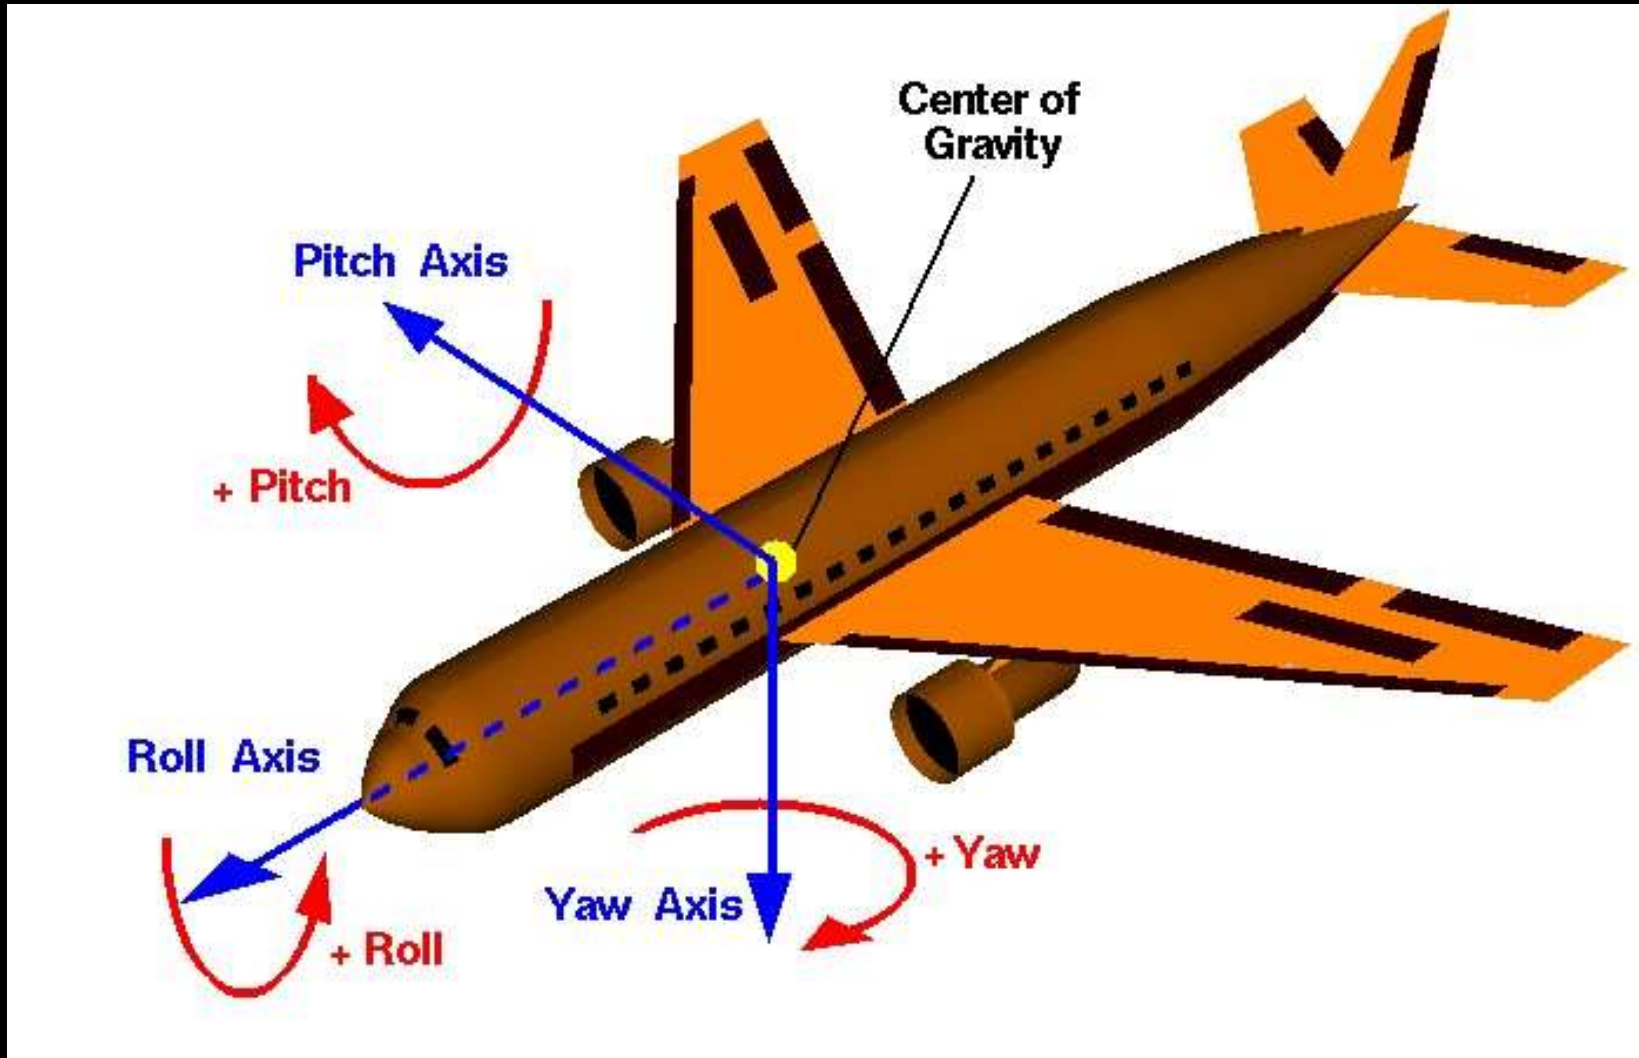 Center of
Gravity
Pitch Axis
+ Pitch
Roll Axis
+ Roll
Yaw Axis
+ Yaw